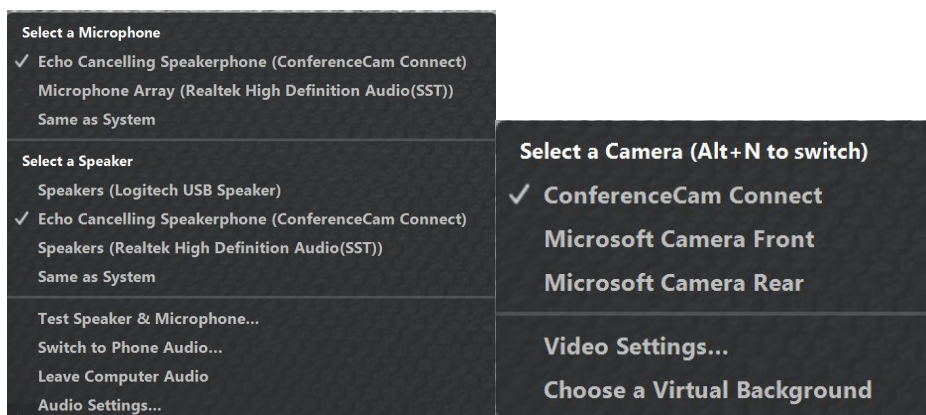 Select a Microphone
✓ Echo Cancelling Speakerphone (ConferenceCam Connect)
Microphone Array (Realtek High Definition Audio(SST))
Same as System
Select a Speaker
Speakers (Logitech USB Speaker)
✓ Echo Cancelling Speakerphone (ConferenceCam Connect)
Speakers (Realtek High Definition Audio(SST))
Same as System
Test Speaker & Microphone...
Switch to Phone Audio...
Leave Computer Audio
Audio Settings...
Select a Camera (Alt+N to switch)
✓ ConferenceCam Connect
Microsoft Camera Front
Microsoft Camera Rear
Video Settings...
Choose a Virtual Background